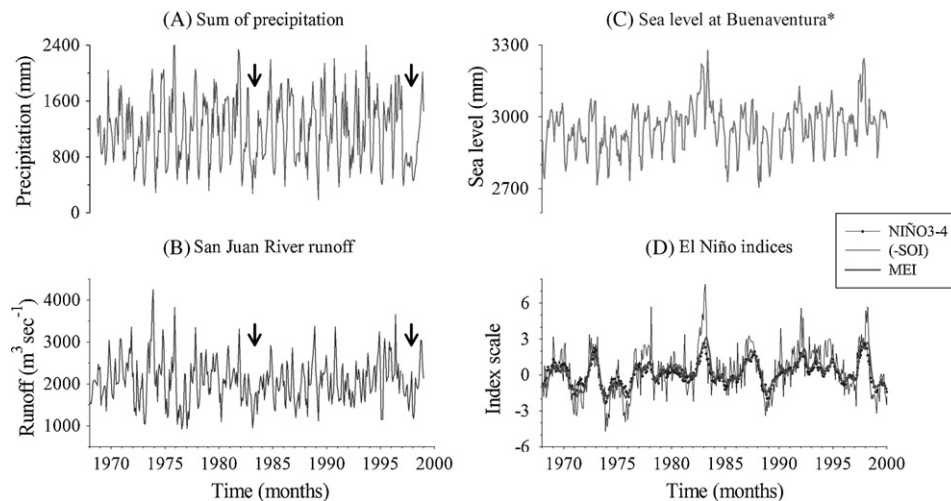 (A) Sum of precipitation
Precipitation (mm)
2400
1600
800
0
(B) San Juan River runoff
Runoff (m³ sec⁻¹)
4000
3000
2000
1000
1970 1975 1980 1985 1990 1995 2000
Time (months)
(C) Sea level at Buenaventura*
Sea level (mm)
3300
3000
2700
NIÑO3-4
(-SOI)
MEI
(D) El Niño indices
Index scale
6
3
0
-3
-6
1970 1975 1980 1985 1990 1995 2000
Time (months)